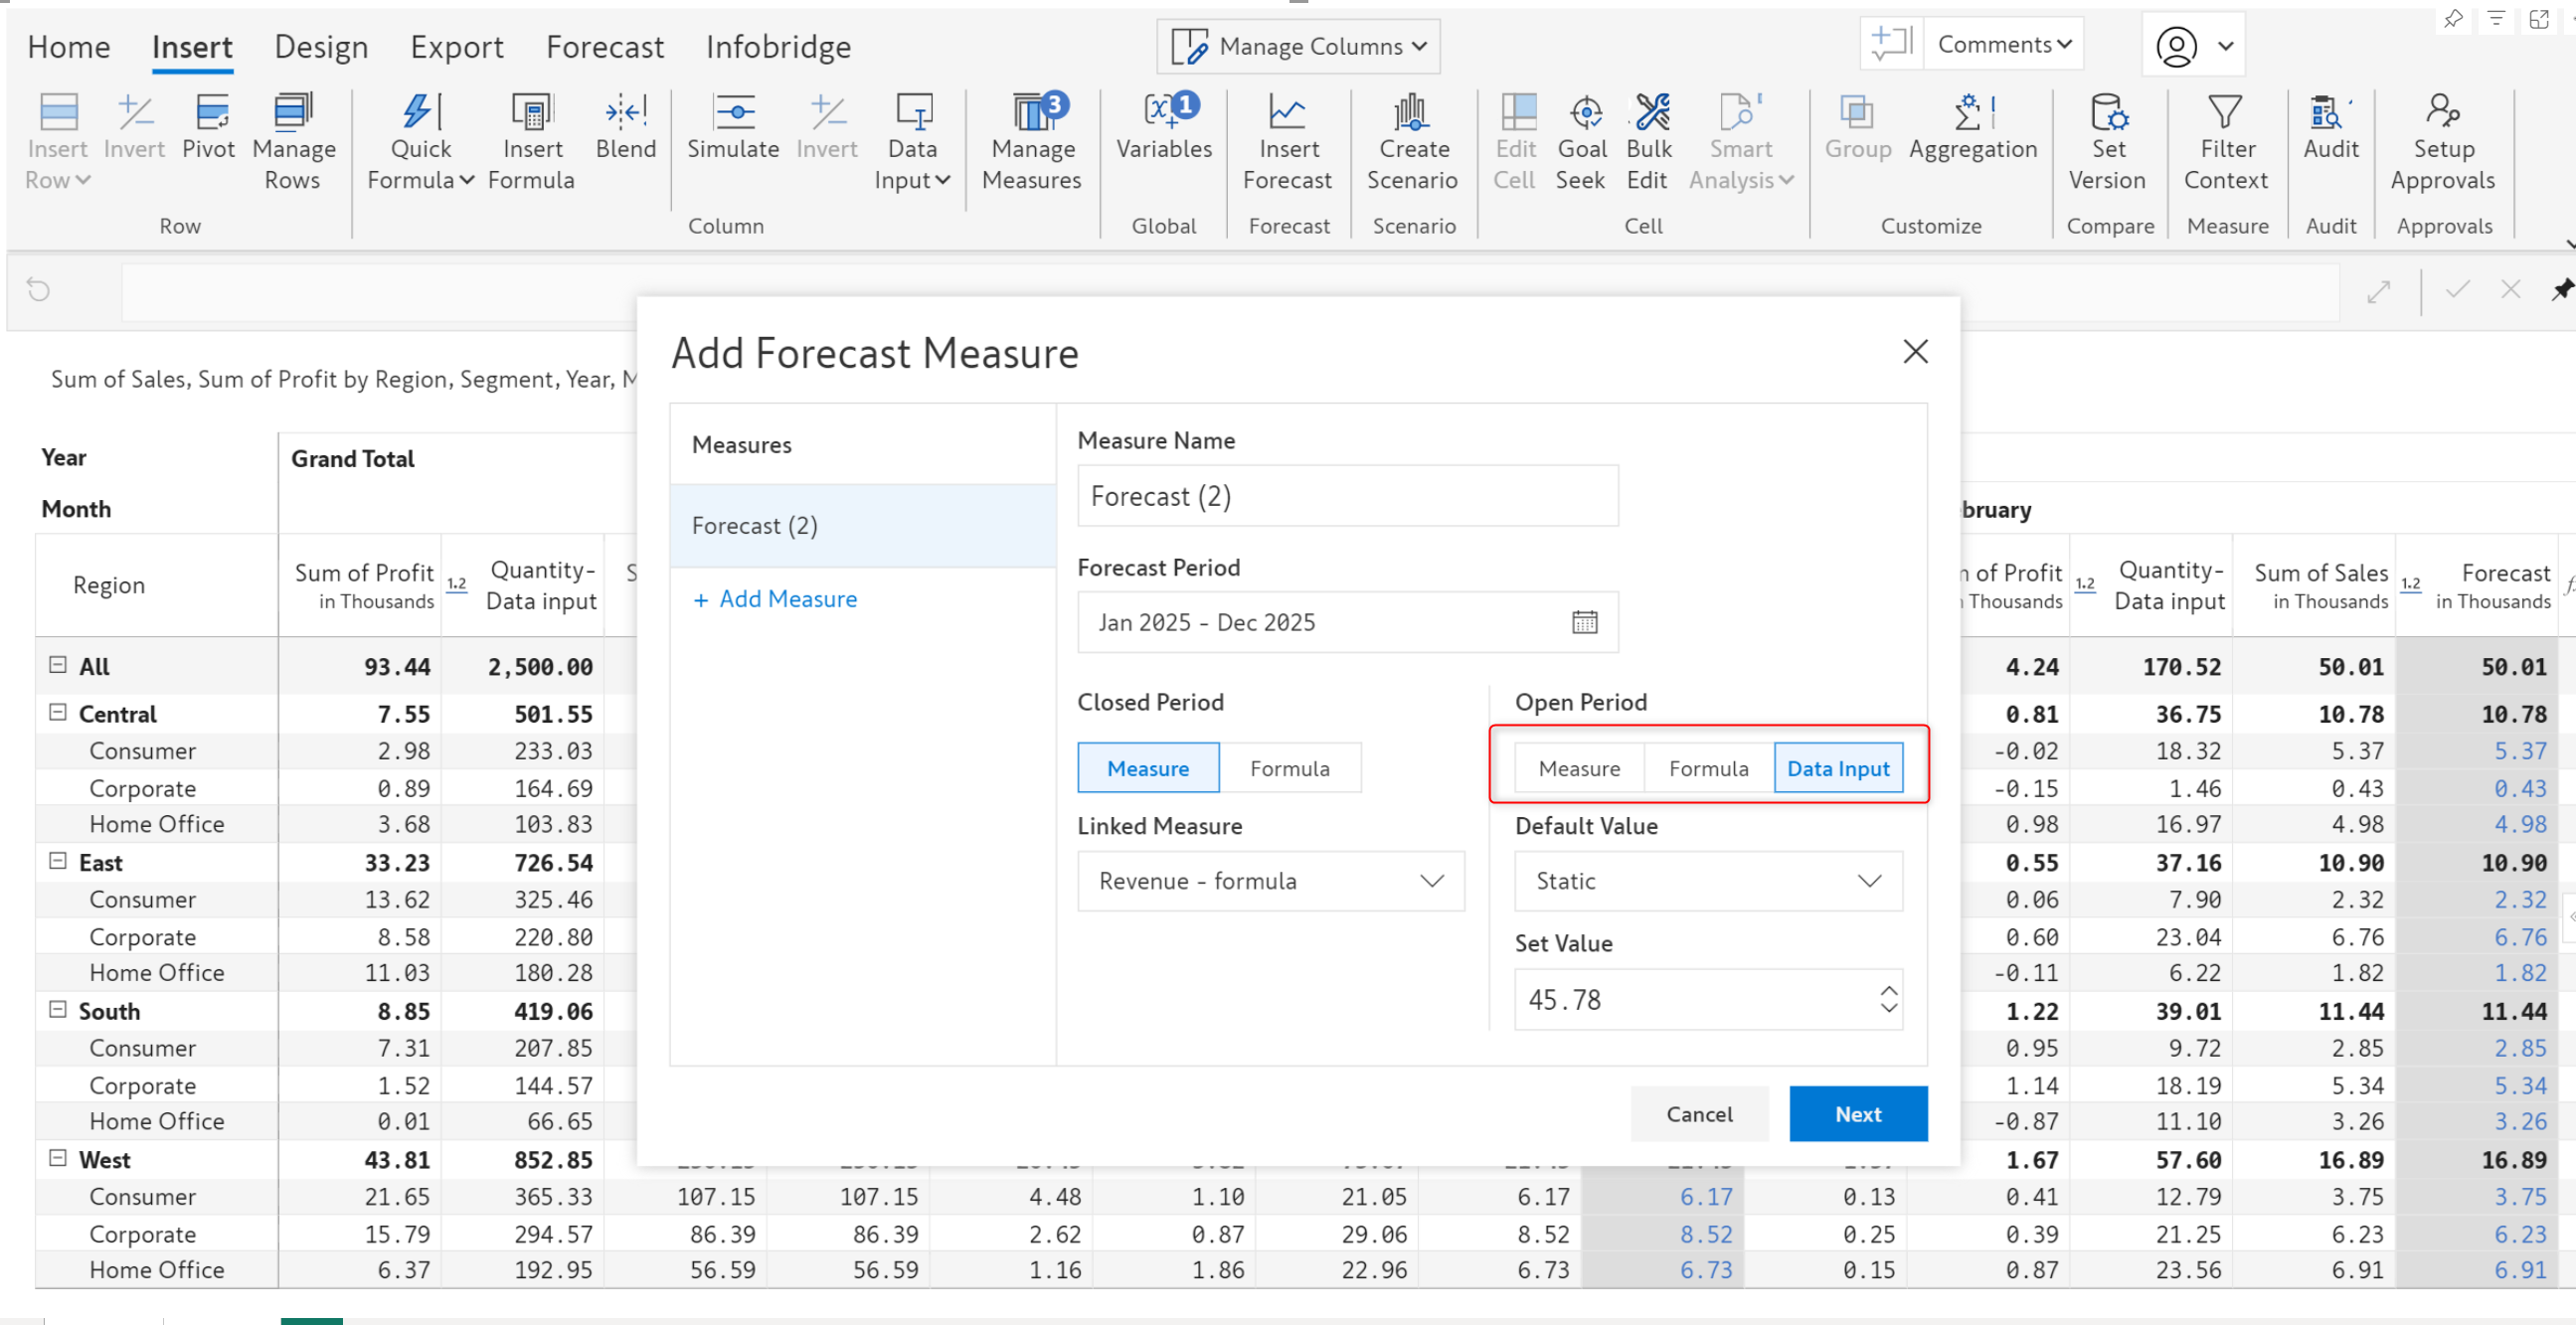 Home Insert Design Export Forecast Infobridge Manage Columns Comments
Insert Row Invert Pivot Manage Rows Quick Formula Insert Formula Blend Simulate Invert Data Input Manage Measures 3 Variables 1 Insert Forecast Create Scenario Edit Cell Goal Seek Bulk Edit Smart Analysis Group Aggregation Set Version Filter Context Audit Setup Approvals
Row Column Global Forecast Scenario Cell Customize Compare Measure Audit Approvals
Sum of Sales, Sum of Profit by Region, Segment, Year, M
Add Forecast Measure
Measures
Forecast (2)
+ Add Measure
Measure Name
Forecast (2)
Forecast Period
Jan 2025 - Dec 2025
Closed Period
Measure Formula
Linked Measure
Revenue - formula
Open Period
Measure Formula Data Input
Default Value
Static
Set Value
45.78
Cancel Next
Year Grand Total
Month bruary
Region Sum of Profit in Thousands 1.2 Quantity- Data input S n of Profit Thousands 1.2 Quantity- Data input Sum of Sales in Thousands 1.2 Forecast in Thousands
All 93.44 2,500.00 4.24 170.52 50.01 50.01
Central 7.55 501.55 0.81 36.75 10.78 10.78
Consumer 2.98 233.03 -0.02 18.32 5.37 5.37
Corporate 0.89 164.69 -0.15 1.46 0.43 0.43
Home Office 3.68 103.83 0.98 16.97 4.98 4.98
East 33.23 726.54 0.55 37.16 10.90 10.90
Consumer 13.62 325.46 0.06 7.90 2.32 2.32
Corporate 8.58 220.80 0.60 23.04 6.76 6.76
Home Office 11.03 180.28 -0.11 6.22 1.82 1.82
South 8.85 419.06 1.22 39.01 11.44 11.44
Consumer 7.31 207.85 0.95 9.72 2.85 2.85
Corporate 1.52 144.57 1.14 18.19 5.34 5.34
Home Office 0.01 66.65 -0.87 11.10 3.26 3.26
West 43.81 852.85 1.67 57.60 16.89 16.89
Consumer 21.65 365.33 107.15 107.15 4.48 1.10 21.05 6.17 6.17 0.13 0.41 12.79 3.75 3.75
Corporate 15.79 294.57 86.39 86.39 2.62 0.87 29.06 8.52 8.52 0.25 0.39 21.25 6.23 6.23
Home Office 6.37 192.95 56.59 56.59 1.16 1.86 22.96 6.73 6.73 0.15 0.87 23.56 6.91 6.91